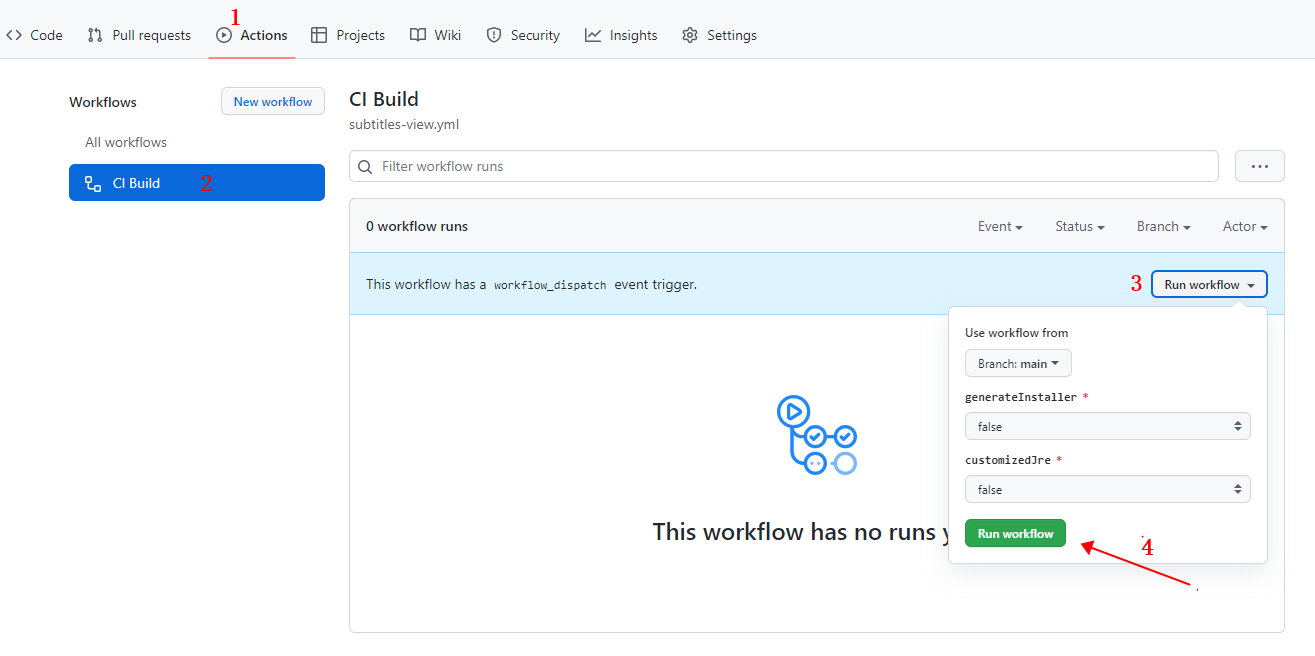 1
Code Pull requests Actions Projects Wiki Security Insights Settings
Workflows New workflow
All workflows
CI Build 2
CI Build
subtitles-view.yml
Filter workflow runs ...
0 workflow runs Event Status Branch Actor
This workflow has a workflow_dispatch event trigger. 3 Run workflow
Use workflow from
Branch: main
generateInstaller *
false
customizedJre *
false
Run workflow 4
This workflow has no runs